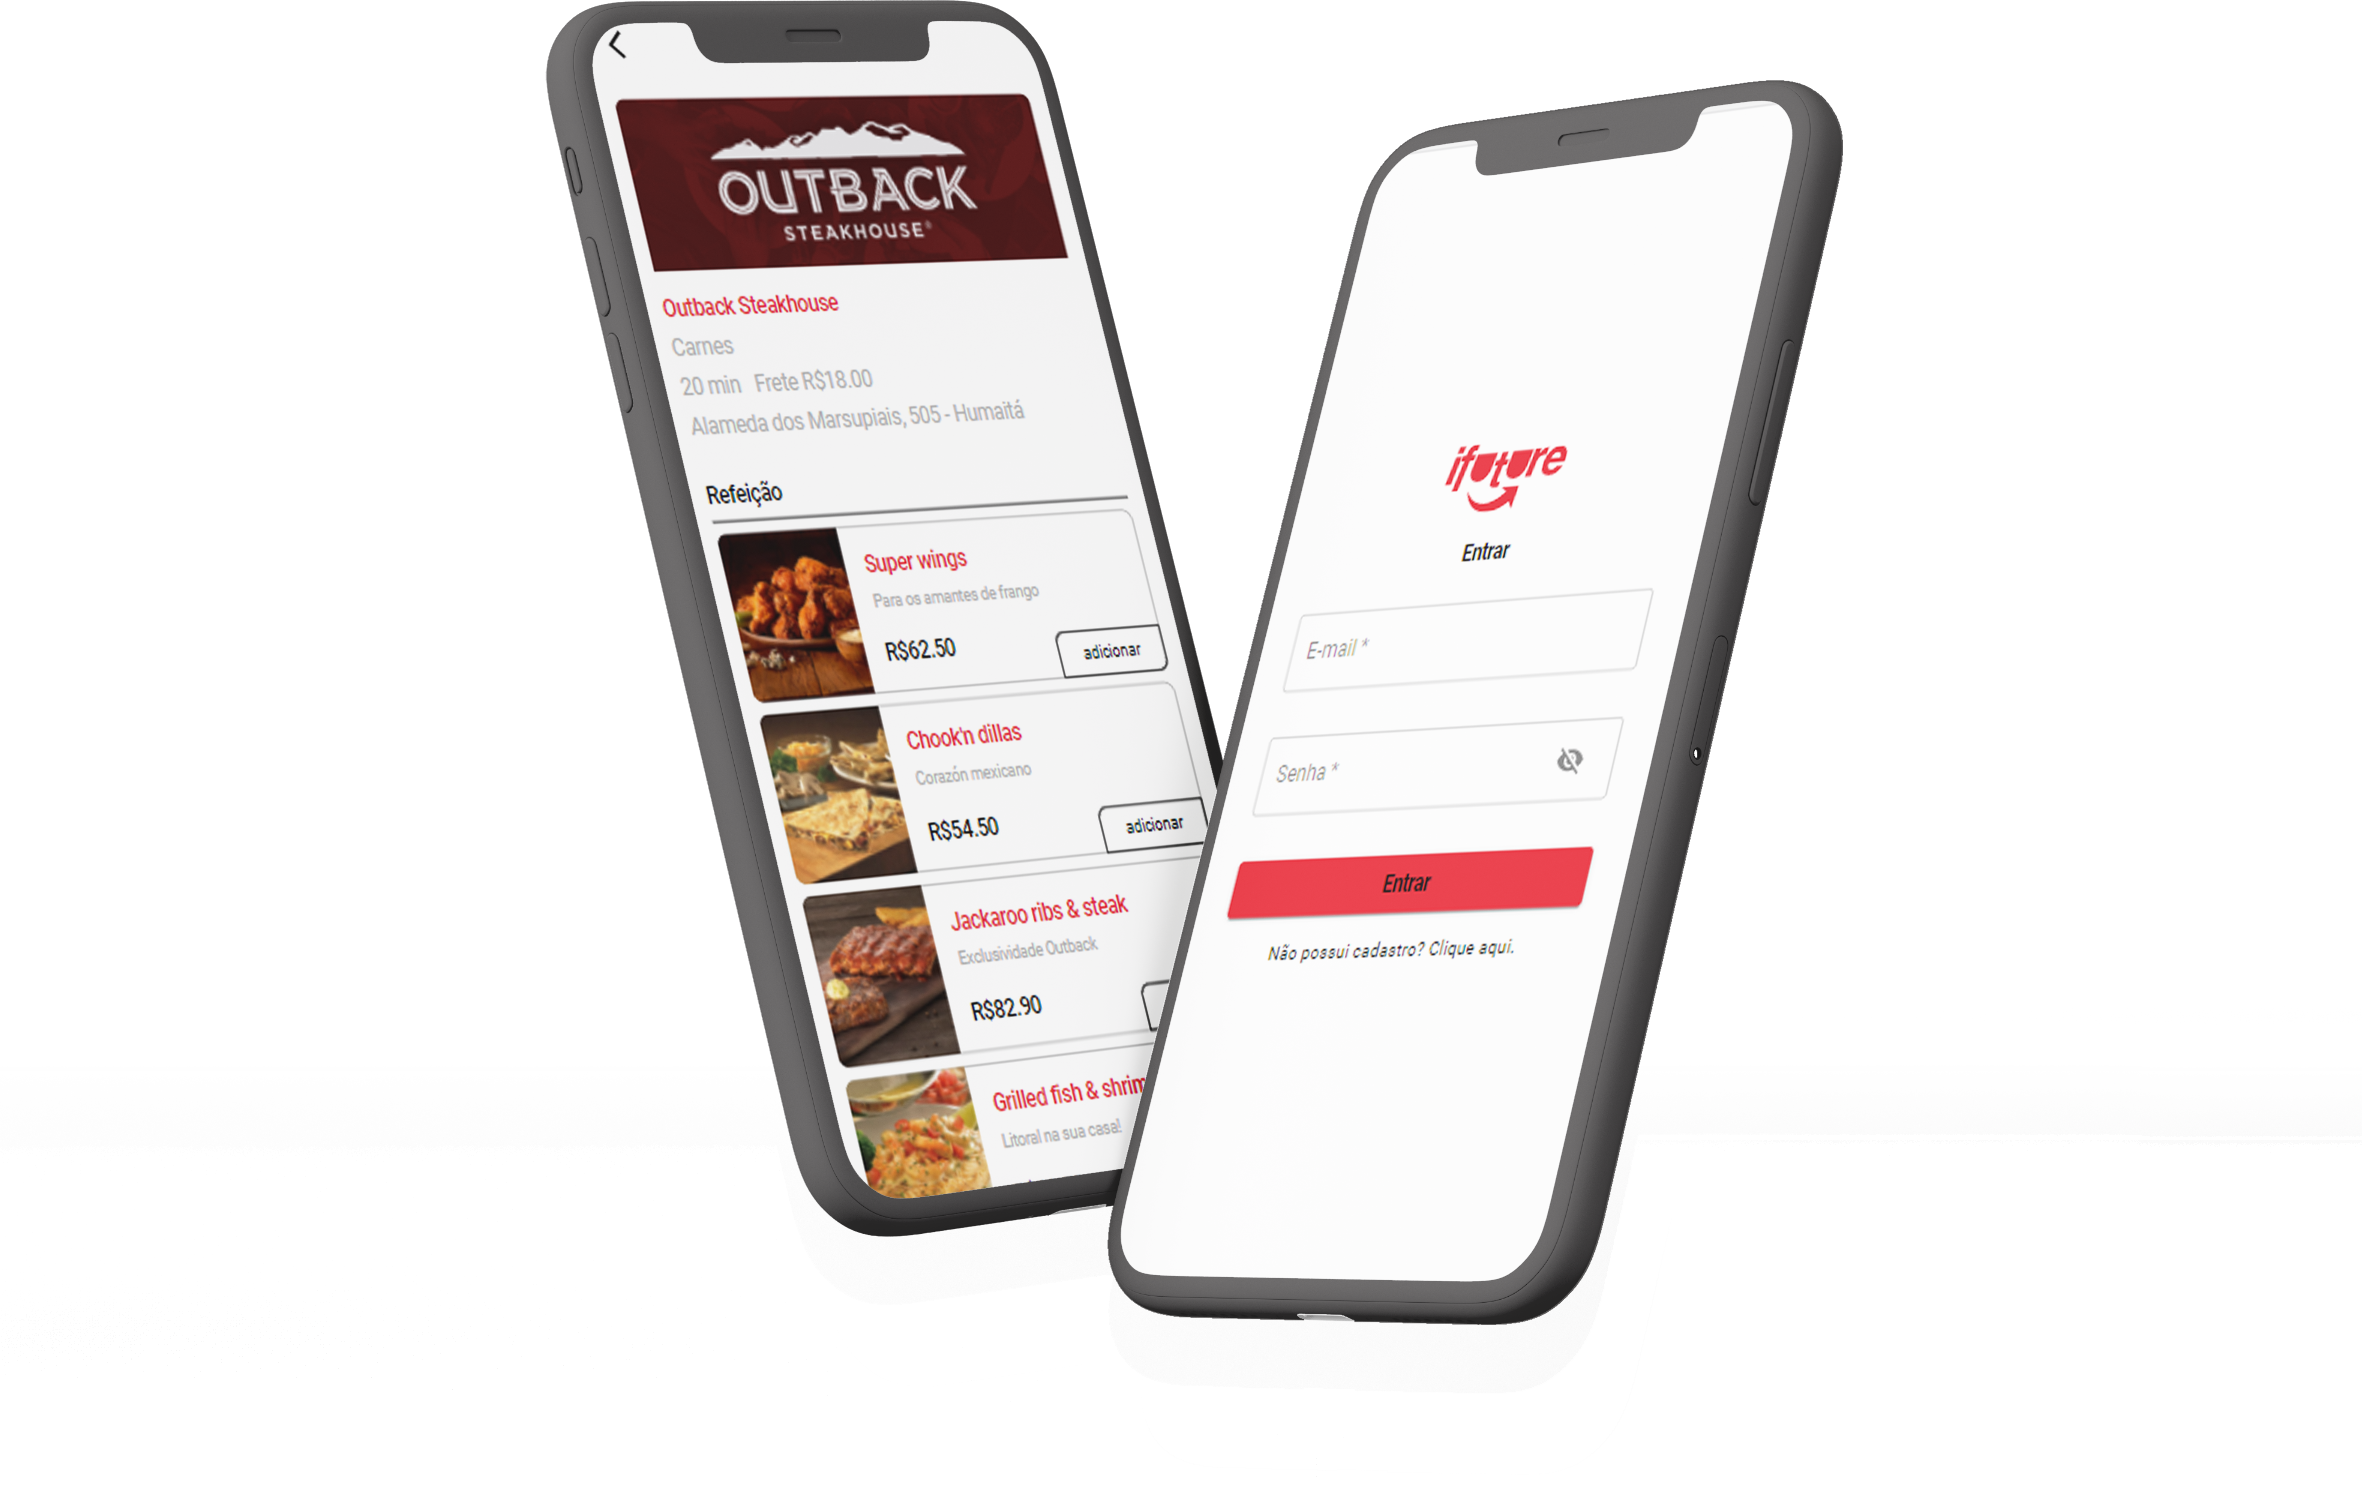 OUTBACK
STEAKHOUSE®
Outback Steakhouse
Carnes
20 min Frete R$18.00
Alameda dos Marsupiais, 505 - Humaitá
Refeição
Super wings
Para os amantes de frango
R$62.50
adicionar
Chook'n dillas
Corazón mexicano
R$54.50
adicionar
Jackaroo ribs & steak
Exclusividade Outback
R$82.90
Grilled fish & shrim
Litoral na sua casa!
ifuture
Entrar
E-mail *
Senha *
Entrar
Não possui cadastro? Clique aqui.